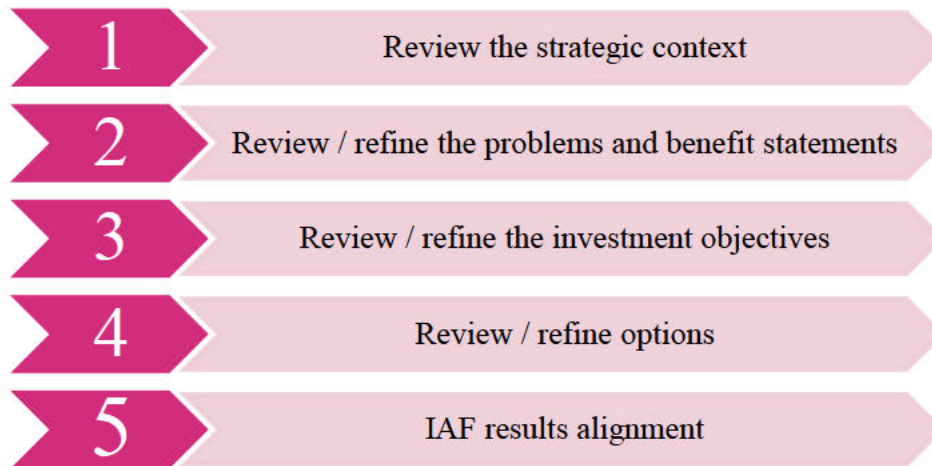 1 Review the strategic context
2 Review / refine the problems and benefit statements
3 Review / refine the investment objectives
4 Review / refine options
5 IAF results alignment